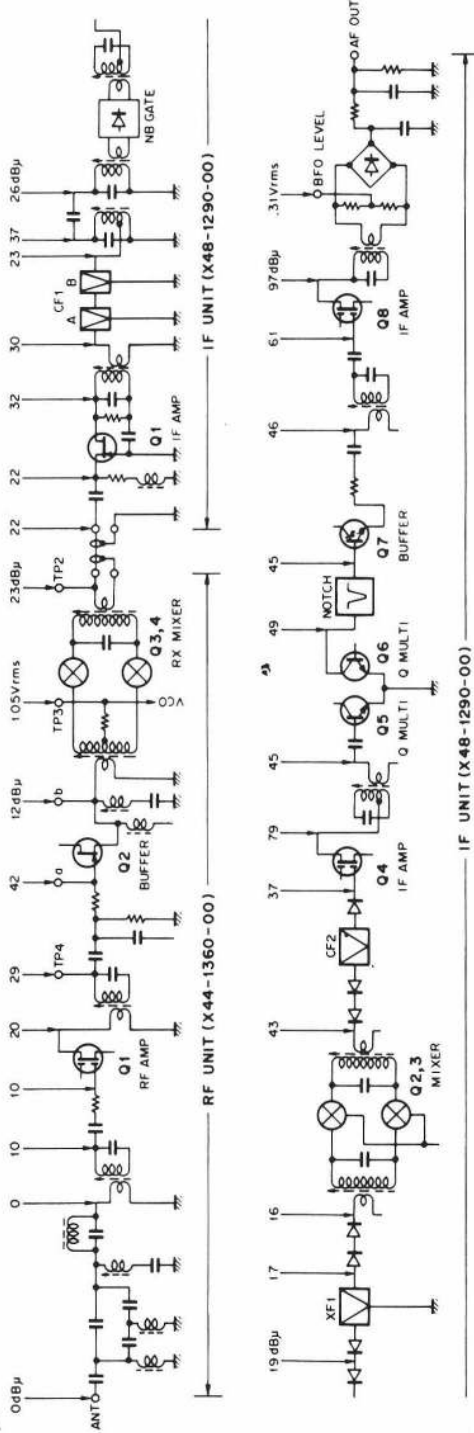 0dBµ
0
10
10
20
29
42
12dBµ
1.05Vrms
23dBµ
22
22
32
30
23
37
26dBµ
TP4
a
b
TP3
TP2
ANT
VCO
CF1
A
B
NB GATE
Q1
RF AMP
Q2
BUFFER
Q3,4
RX MIXER
Q1
IF AMP
RF UNIT (X44-1360-00)
IF UNIT (X48-1290-00)
19dBµ
17
16
43
37
79
45
49
45
46
61
97dBµ
.31Vrms
BFO LEVEL
AF OUT
XF1
CF2
NOTCH
Q2,3
MIXER
Q4
IF AMP
Q5
Q MULTI
Q6
Q MULTI
Q7
BUFFER
Q8
IF AMP
IF UNIT (X48-1290-00)